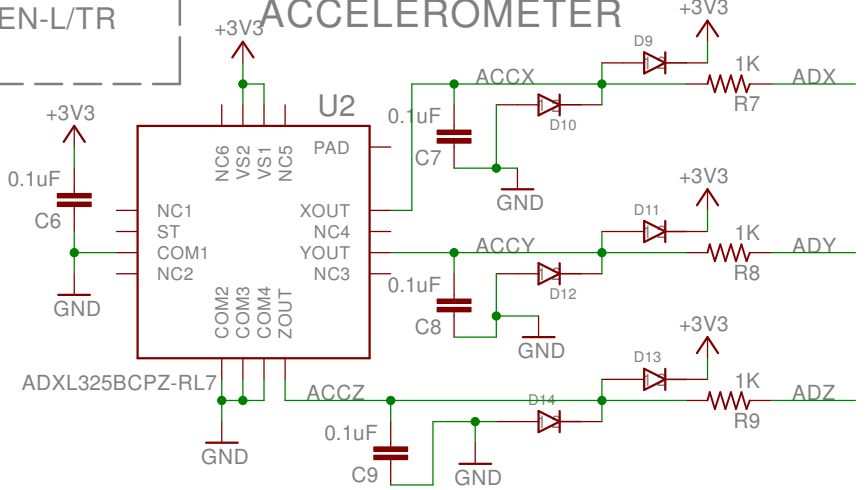 EN-L/TR
ACCELEROMETER
+3V3
+3V3
D9
1K
ACCX
ADX
R7
0.1uF
D10
C7
GND
U2
+3V3
0.1uF
C6
GND
NC6
VS2
VS1
NC5
PAD
NC1
ST
COM1
NC2
XOUT
NC4
YOUT
NC3
COM2
COM3
COM4
ZOUT
ADXL325BCPZ-RL7
GND
+3V3
D11
1K
ACCY
ADY
R8
0.1uF
D12
C8
GND
+3V3
D13
1K
ACCZ
D14
ADZ
R9
0.1uF
C9
GND